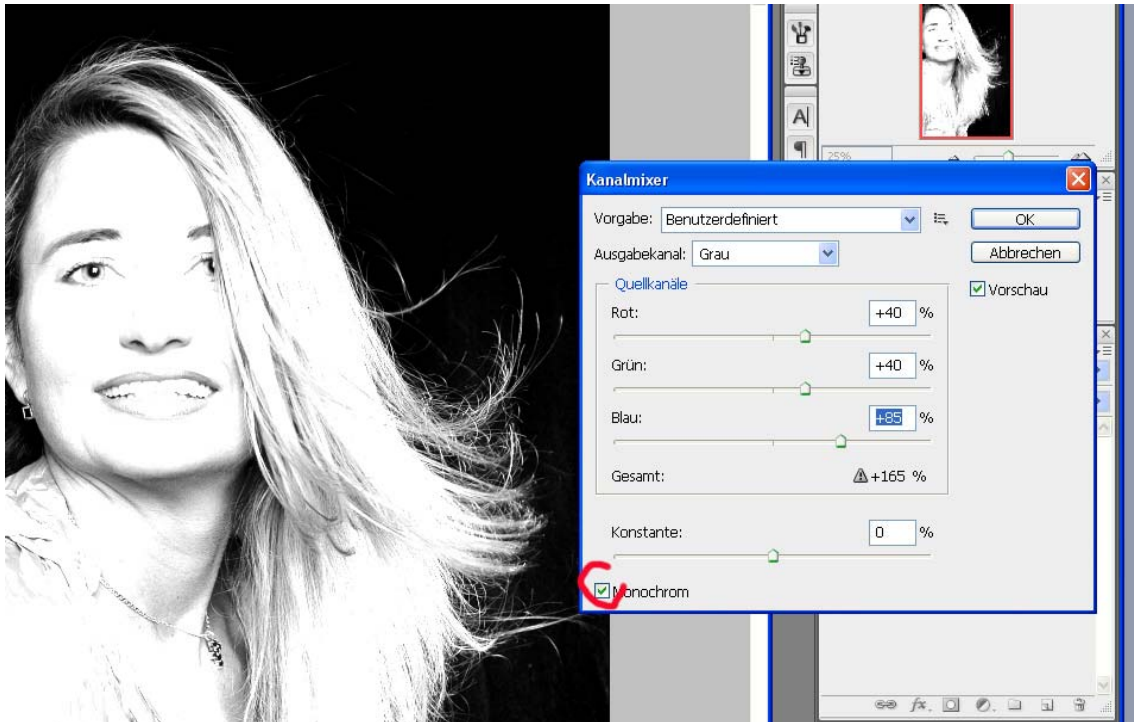 25%
Kanalmixer
Vorgabe: Benutzerdefiniert
OK
Ausgabekanal: Grau
Abbrechen
Quellkanäle
Vorschau
Rot: +40 %
Grün: +40 %
Blau: +85 %
Gesamt: +165 %
Konstante: 0 %
Monochrom
A
¶
fx.